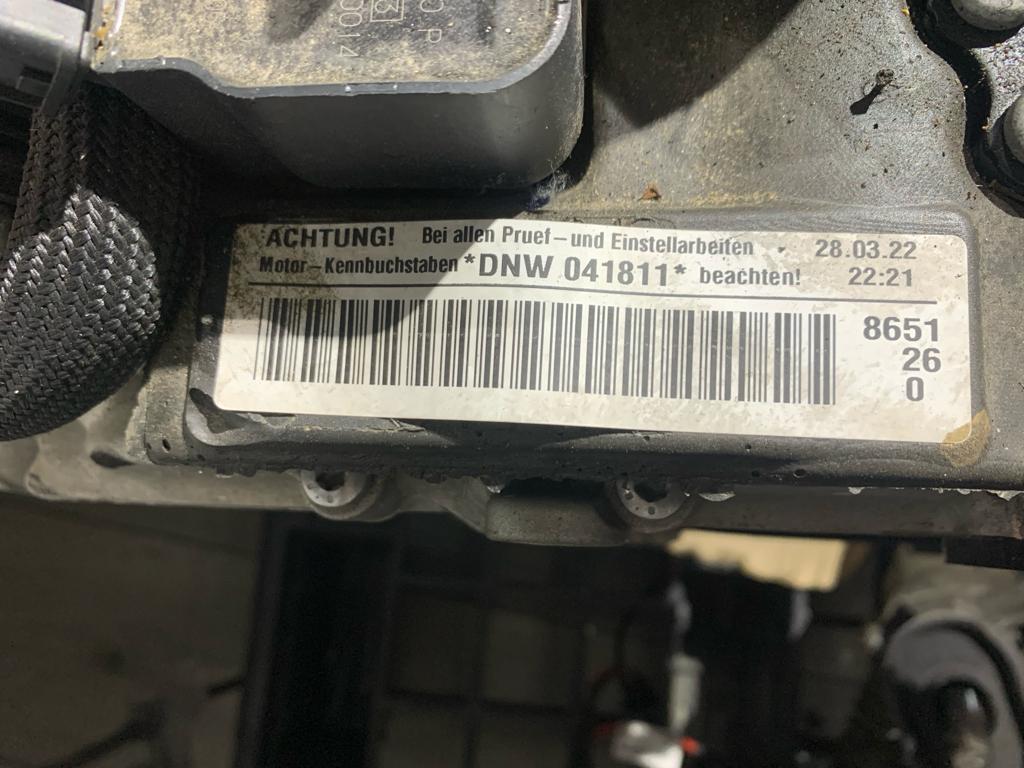 ACHTUNG! Bei allen Pruef-und Einstellarbeiten 28.03.22
Motor-Kennbuchstaben *DNW 041811* beachten! 22:21
8651
26
0